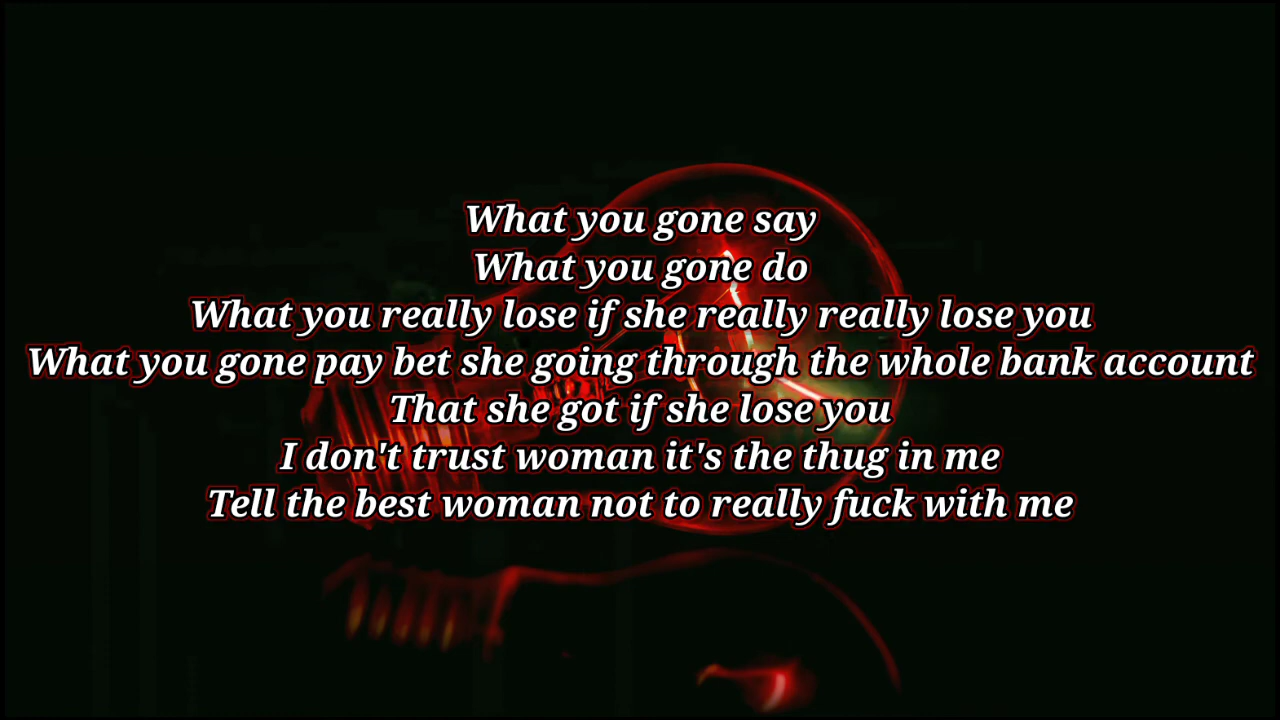 What you gone say
What you gone do
What you really lose if she really really lose you
What you gone pay bet she going through the whole bank account
That she got if she lose you
I don't trust woman it's the thug in me
Tell the best woman not to really fuck with me